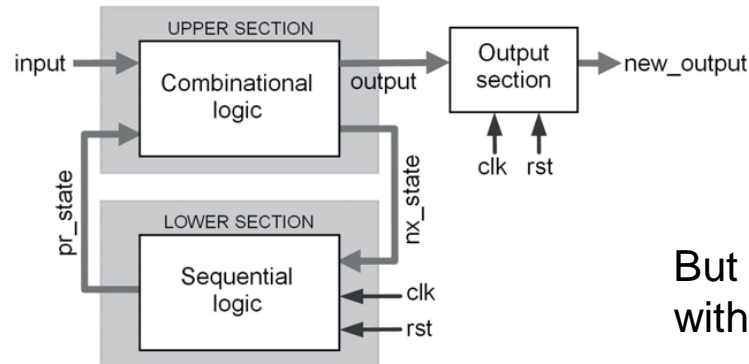 UPPER SECTION
input
Combinational
logic
output
Output
section
new_output
clk rst
pr_state
nx_state
LOWER SECTION
Sequential
logic
clk
rst
But
with